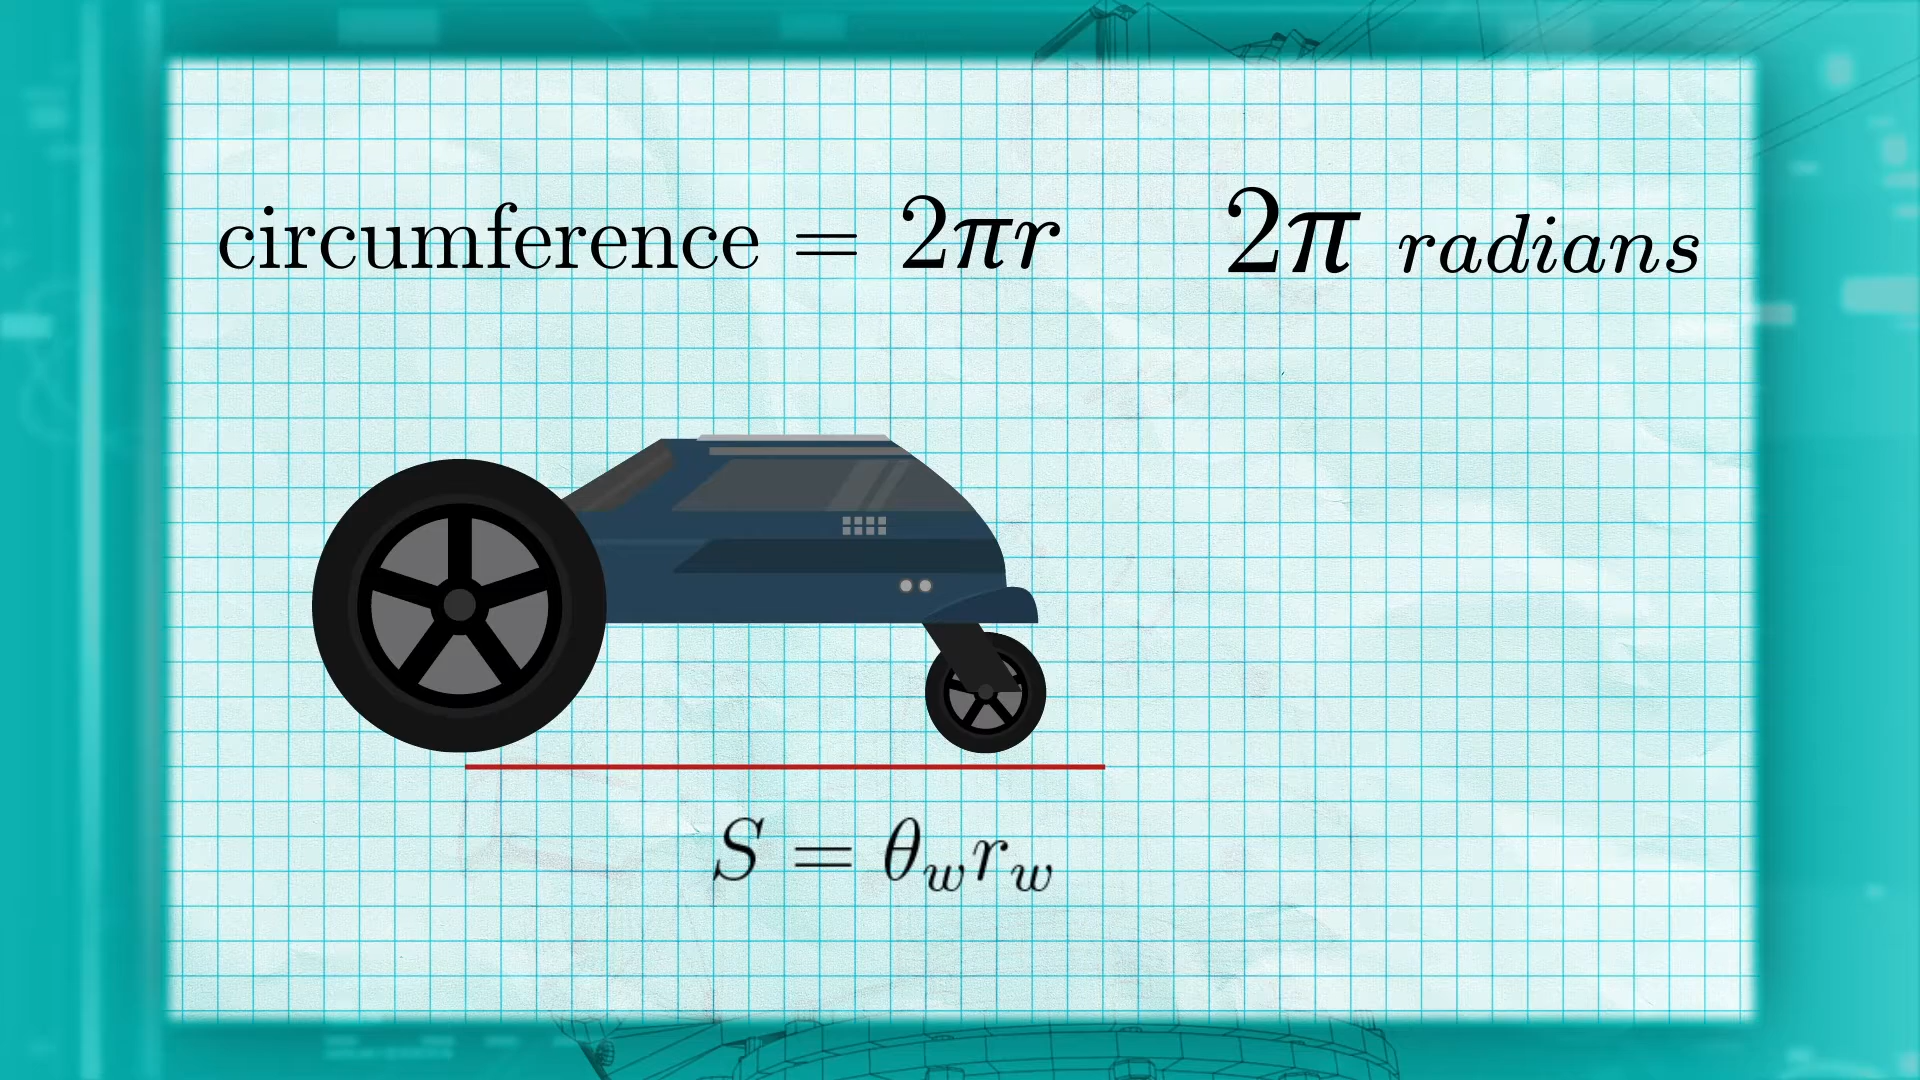 circumference = 2πr
2π radians
S = θ_w r_w